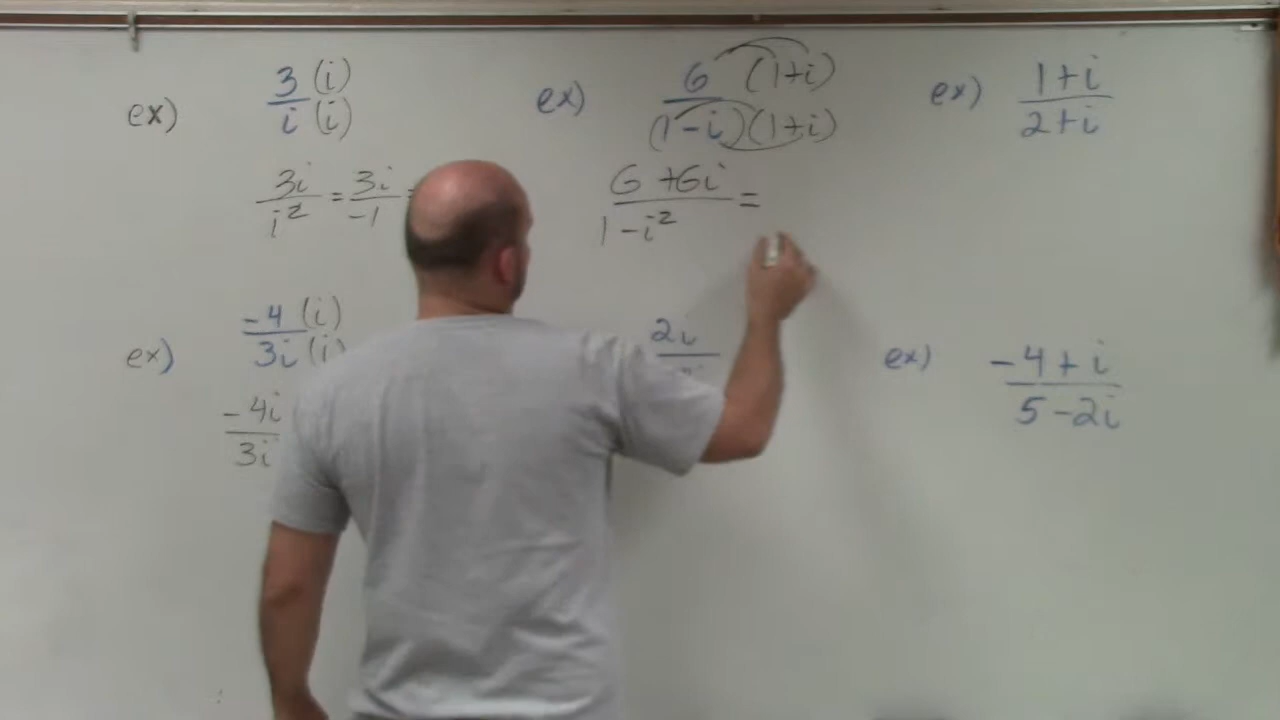 ex) 3 (i)
i (i)
3i = 3i =
i² -1
ex) 6 (1+i)
(1-i)(1+i)
6 +6i =
1 - i²
ex) 1+i
2+i
ex) -4 (i)
3i (i)
-4i
3i
2i
ex) -4 + i
5 -2i